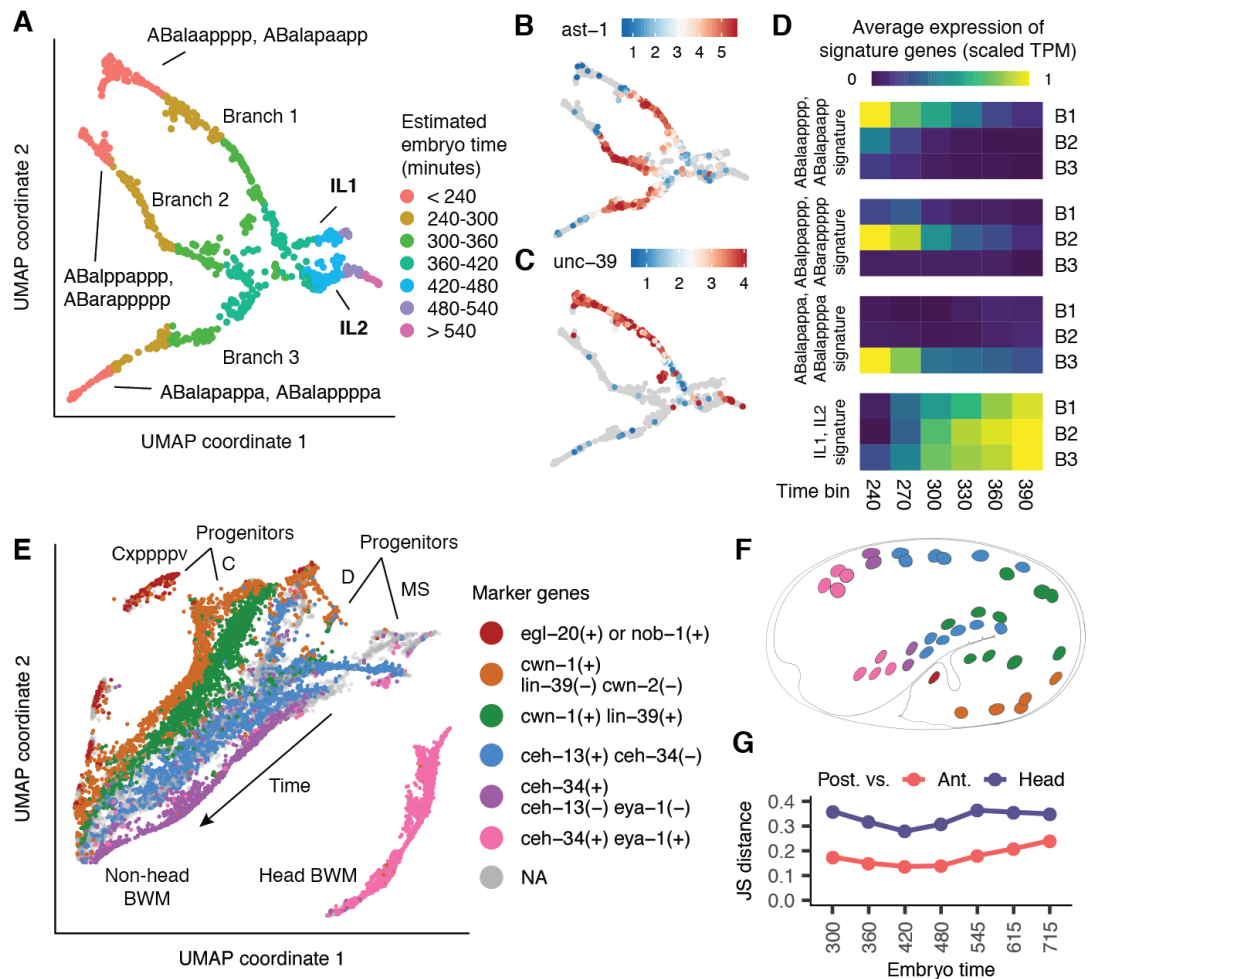 A
ABalaapppp, ABalapaapp
Branch 1
Branch 2
IL1
IL2
ABalppappp,
ABarappppp
Branch 3
ABalapappa, ABalappppa
UMAP coordinate 2
UMAP coordinate 1
Estimated
embryo time
(minutes)
< 240
240-300
300-360
360-420
420-480
480-540
> 540
B
ast−1
1 2 3 4 5
C
unc−39
1 2 3 4
D
Average expression of
signature genes (scaled TPM)
0 1
ABalaapppp,
ABalapaapp
signature
B1
B2
B3
ABalppappp,
ABarappppp
signature
B1
B2
B3
ABalapappa,
ABalappppa
signature
B1
B2
B3
IL1, IL2
signature
B1
B2
B3
Time bin
240 270 300 330 360 390
E
Cxppppv
Progenitors
C
Progenitors
D
MS
Time
Non-head
BWM
Head BWM
UMAP coordinate 2
UMAP coordinate 1
Marker genes
egl−20(+) or nob−1(+)
cwn−1(+)
lin−39(−) cwn−2(−)
cwn−1(+) lin−39(+)
ceh−13(+) ceh−34(−)
ceh−34(+)
ceh−13(−) eya−1(−)
ceh−34(+) eya−1(+)
NA
F
G
Post. vs. Ant. Head
JS distance
0.4
0.3
0.2
0.1
0.0
300 360 420 480 545 615 715
Embryo time